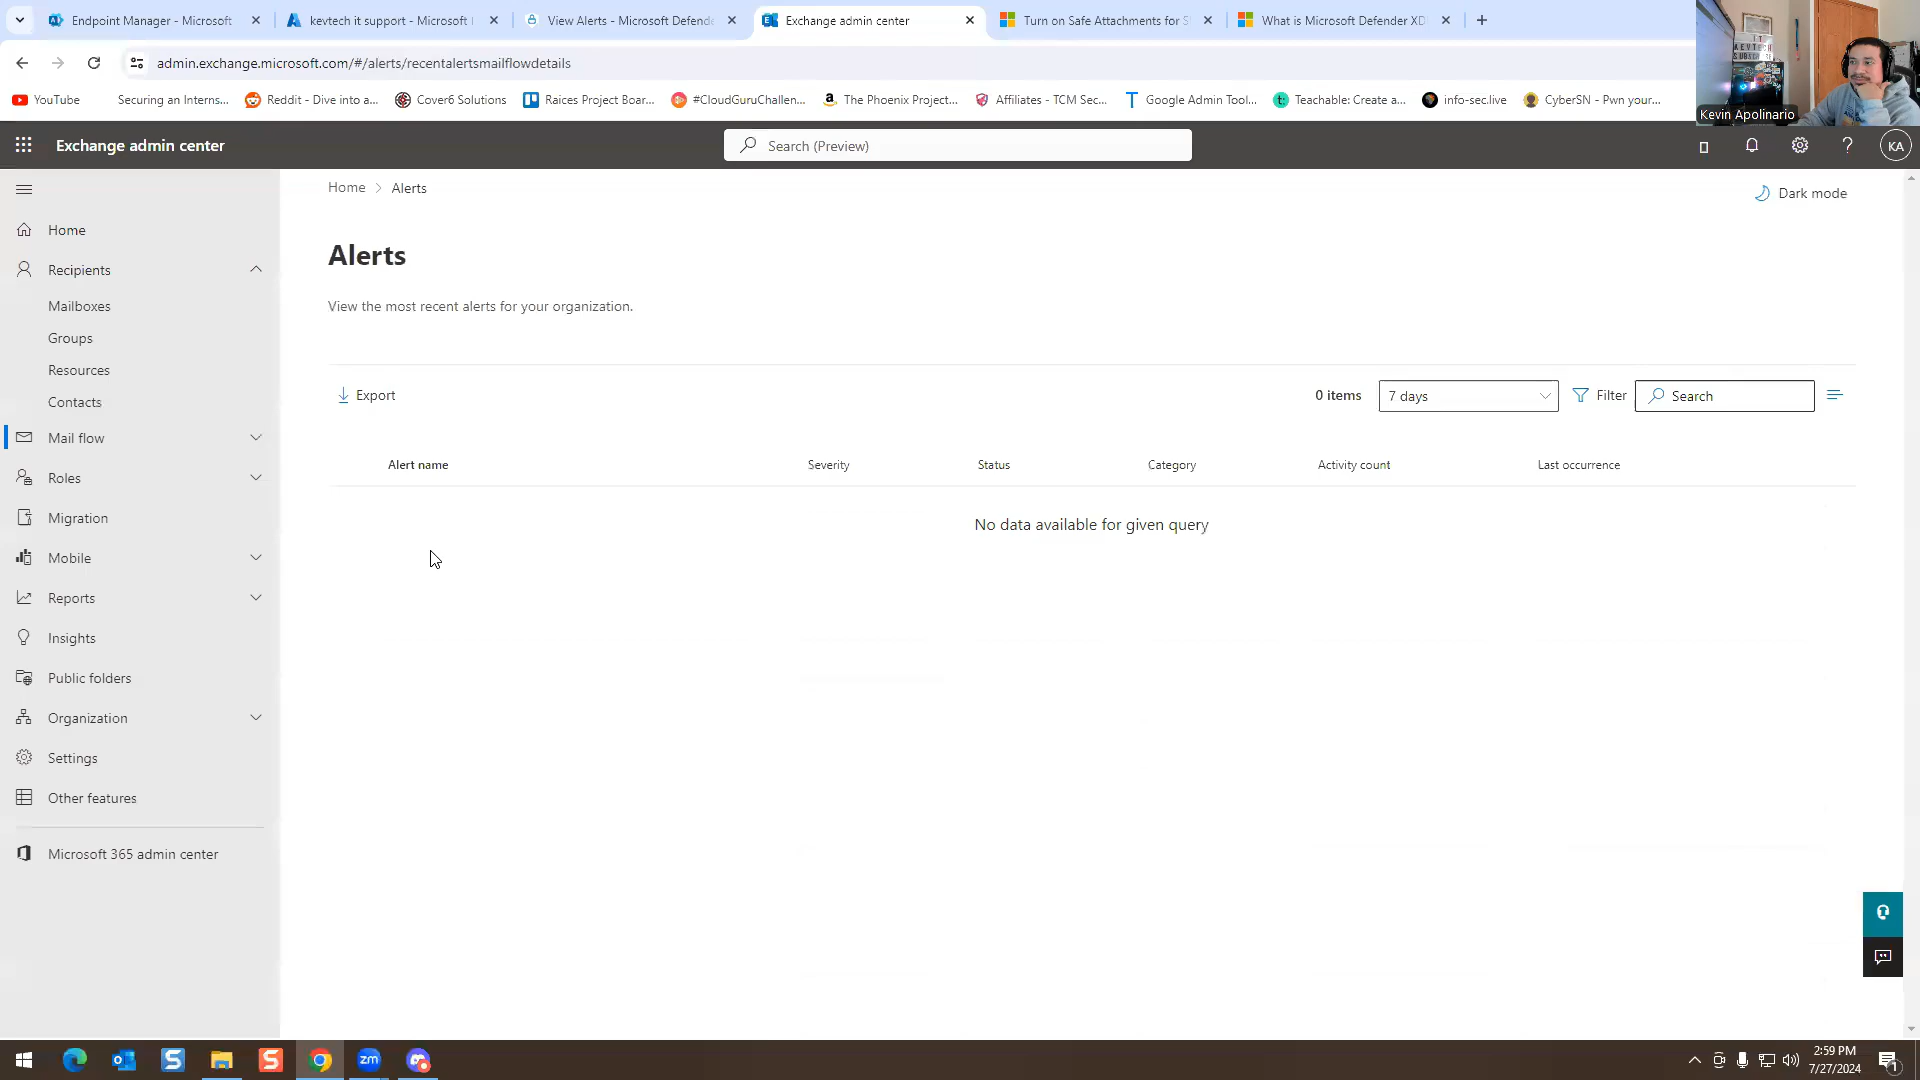 Endpoint Manager - Microsoft
kevtech it support - Microsoft
View Alerts - Microsoft Defende
Exchange admin center
Turn on Safe Attachments for S
What is Microsoft Defender XD
admin.exchange.microsoft.com/#/alerts/recentalertsmailflowdetails
YouTube
Securing an Interns...
Reddit - Dive into a...
Cover6 Solutions
Raices Project Boar...
#CloudGuruChallen...
The Phoenix Project...
Affiliates - TCM Sec...
Google Admin Tool...
Teachable: Create a...
info-sec.live
CyberSN - Pwn your...
Kevin Apolinario
Exchange admin center
Search (Preview)
KA
Home
Alerts
Dark mode
Home
Recipients
Mailboxes
Groups
Resources
Contacts
Mail flow
Roles
Migration
Mobile
Reports
Insights
Public folders
Organization
Settings
Other features
Microsoft 365 admin center
Alerts
View the most recent alerts for your organization.
Export
0 items
7 days
Filter
Search
Alert name
Severity
Status
Category
Activity count
Last occurrence
No data available for given query
zm
2:59 PM
7/27/2024
1